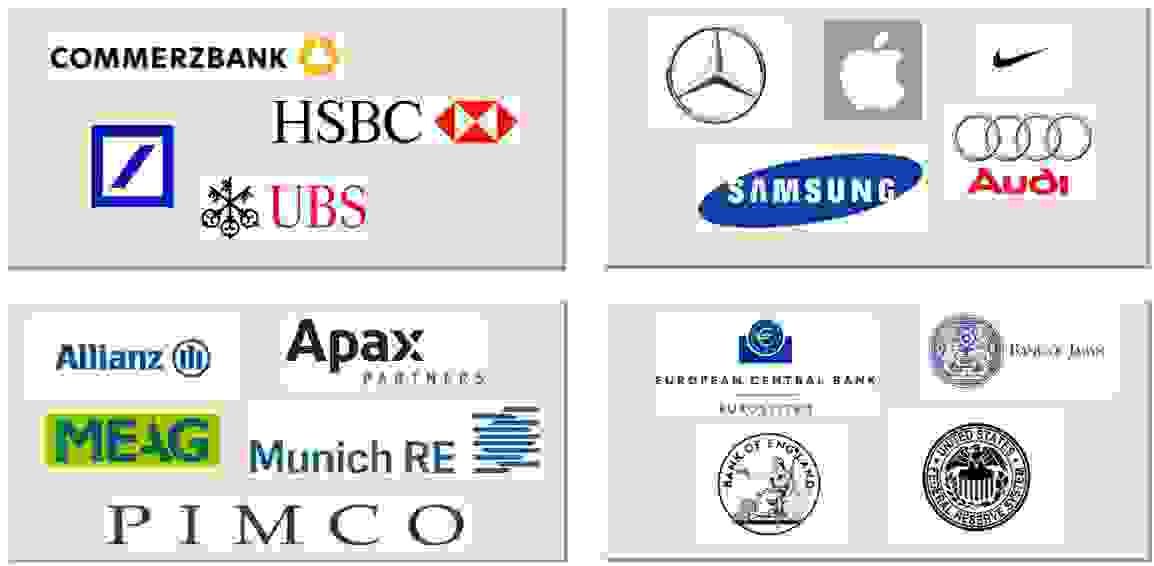 COMMERZBANK
HSBC
UBS
SAMSUNG
Audi
Allianz
Apax
PARTNERS
MEAG
Munich RE
PIMCO
EUROPEAN CENTRAL BANK
EUROSYSTEM
BANK OF JAPAN
BANK OF ENGLAND
UNITED STATES
FEDERAL RESERVE SYSTEM